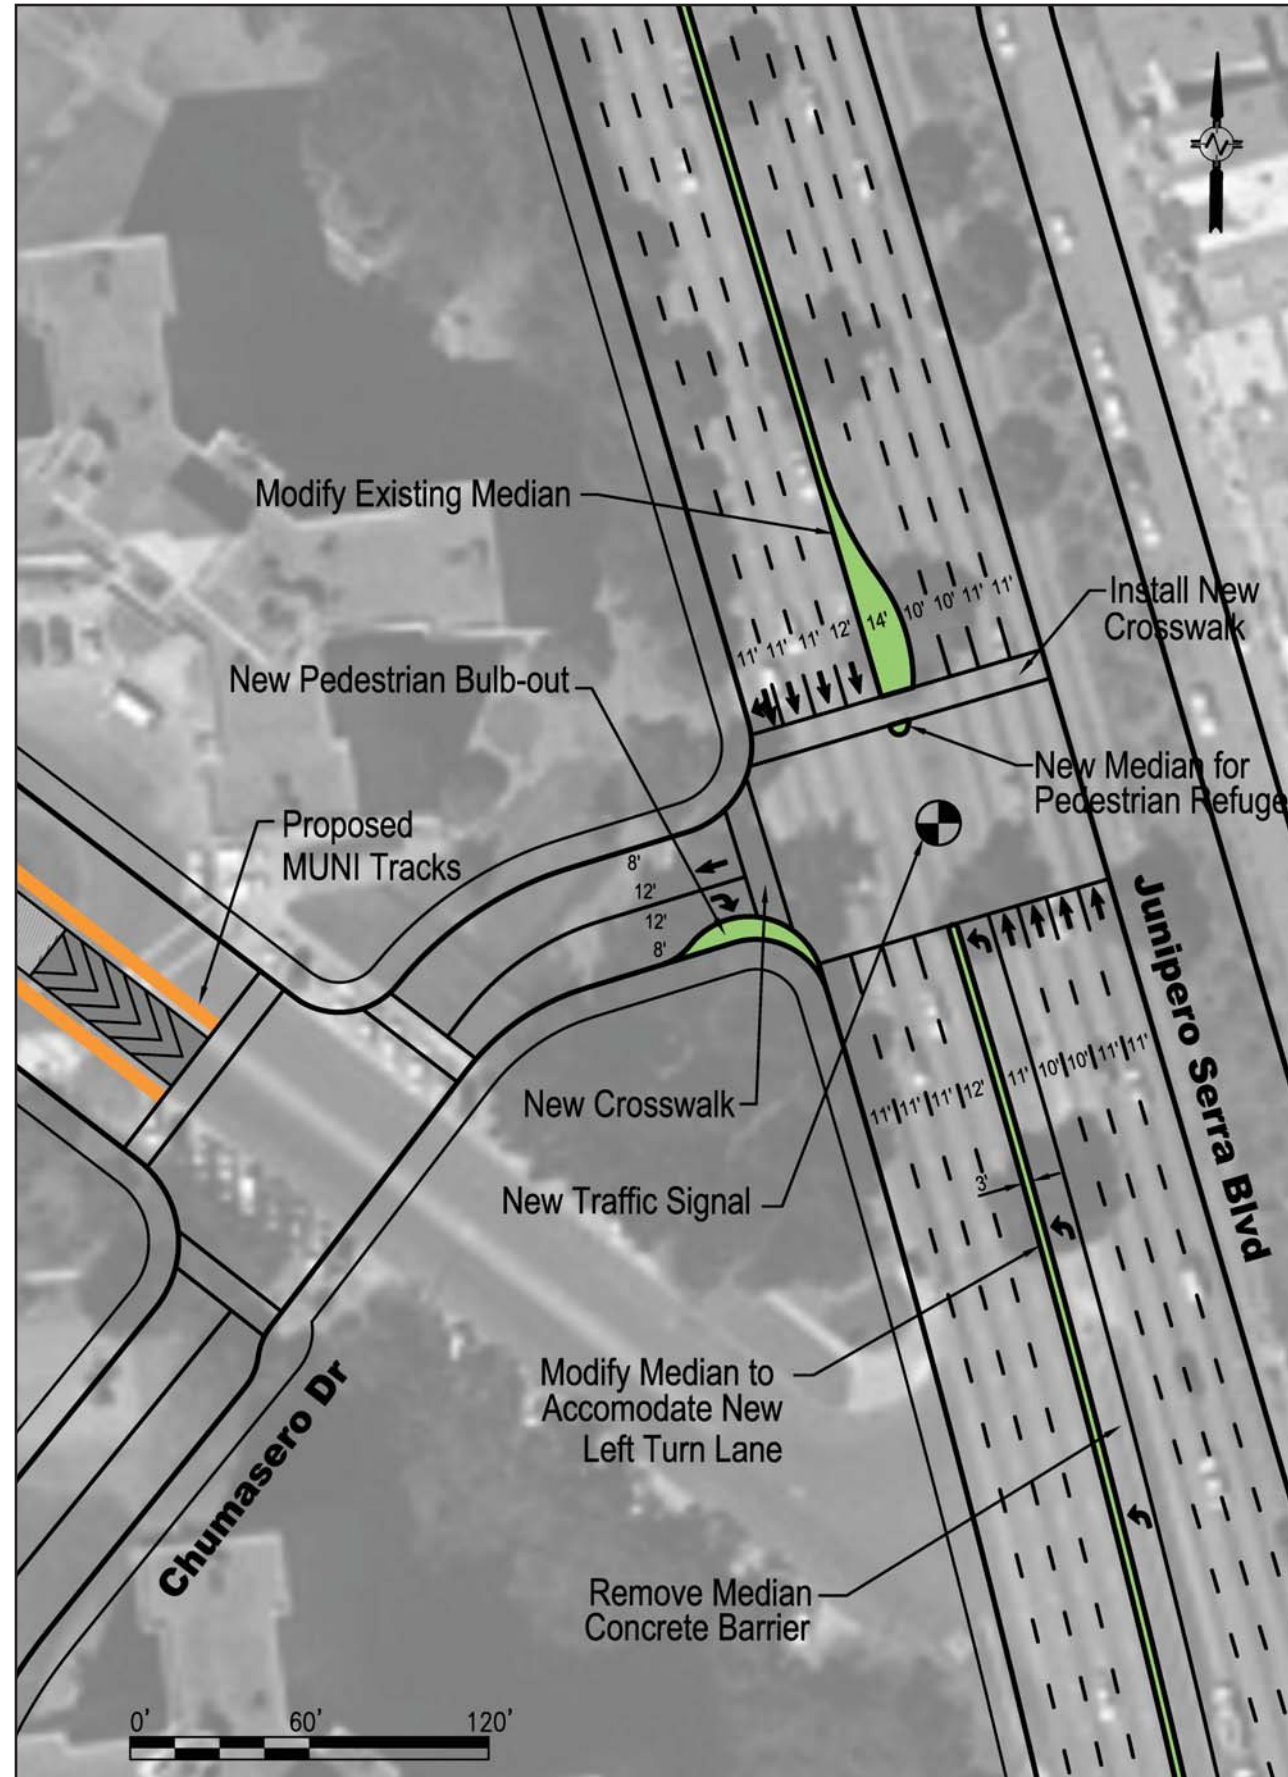 Modify Existing Median
11' 11' 11' 12' 14' 10' 10' 11' 11'
Install New
Crosswalk
New Pedestrian Bulb-out
New Median for
Pedestrian Refuge
Proposed
MUNI Tracks
8'
12'
12'
8'
Junipero Serra Blvd
11' 11' 11' 12' 11' 10' 10' 11' 11'
New Crosswalk
3'
New Traffic Signal
Modify Median to
Accomodate New
Left Turn Lane
Chumasero Dr
Remove Median
Concrete Barrier
0' 60' 120'